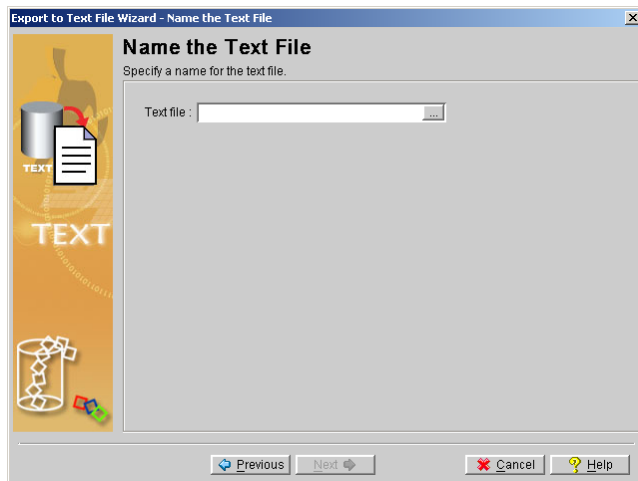 Export to Text File Wizard - Name the Text File
Name the Text File
Specify a name for the text file.
Text file :
...
TEXT
TEXT
Previous
Next
Cancel
Help